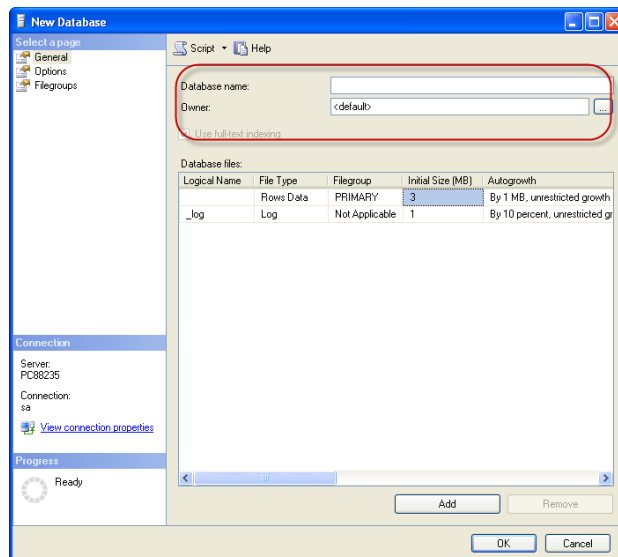 New Database
Select a page
General
Options
Filegroups
Script
Help
Database name:
Owner:
<default>
...
Use full-text indexing
Database files:
Logical Name File Type Filegroup Initial Size (MB) Autogrowth
Rows Data PRIMARY 3 By 1 MB, unrestricted growth
_log Log Not Applicable 1 By 10 percent, unrestricted gr
Connection
Server:
PC88235
Connection:
sa
View connection properties
Progress
Ready
Add
Remove
OK
Cancel